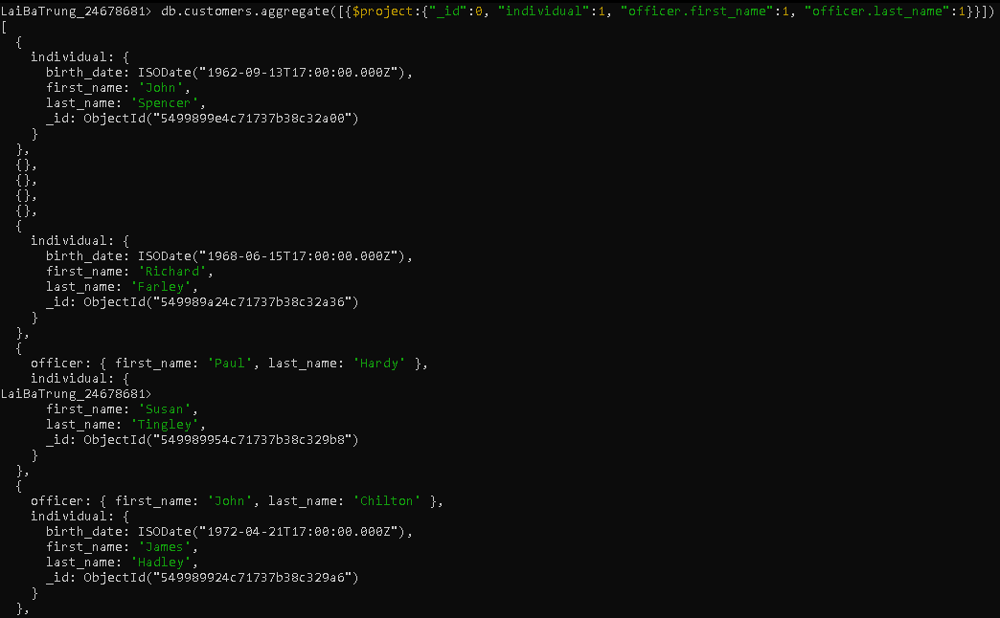 LaiBaTrung_24678681> db.customers.aggregate([{$project:{"_id":0, "individual":1, "officer.first_name":1, "officer.last_name":1}}])
[
  {
    individual: {
      birth_date: ISODate("1962-09-13T17:00:00.000Z"),
      first_name: 'John',
      last_name: 'Spencer',
      _id: ObjectId("5499899e4c71737b38c32a00")
    }
  },
  {},
  {},
  {},
  {},
  {
    individual: {
      birth_date: ISODate("1968-06-15T17:00:00.000Z"),
      first_name: 'Richard',
      last_name: 'Farley',
      _id: ObjectId("549989a24c71737b38c32a36")
    }
  },
  {
    officer: { first_name: 'Paul', last_name: 'Hardy' },
    individual: {
LaiBaTrung_24678681>
      first_name: 'Susan',
      last_name: 'Tingley',
      _id: ObjectId("549989954c71737b38c329b8")
    }
  },
  {
    officer: { first_name: 'John', last_name: 'Chilton' },
    individual: {
      birth_date: ISODate("1972-04-21T17:00:00.000Z"),
      first_name: 'James',
      last_name: 'Hadley',
      _id: ObjectId("549989924c71737b38c329a6")
    }
  },